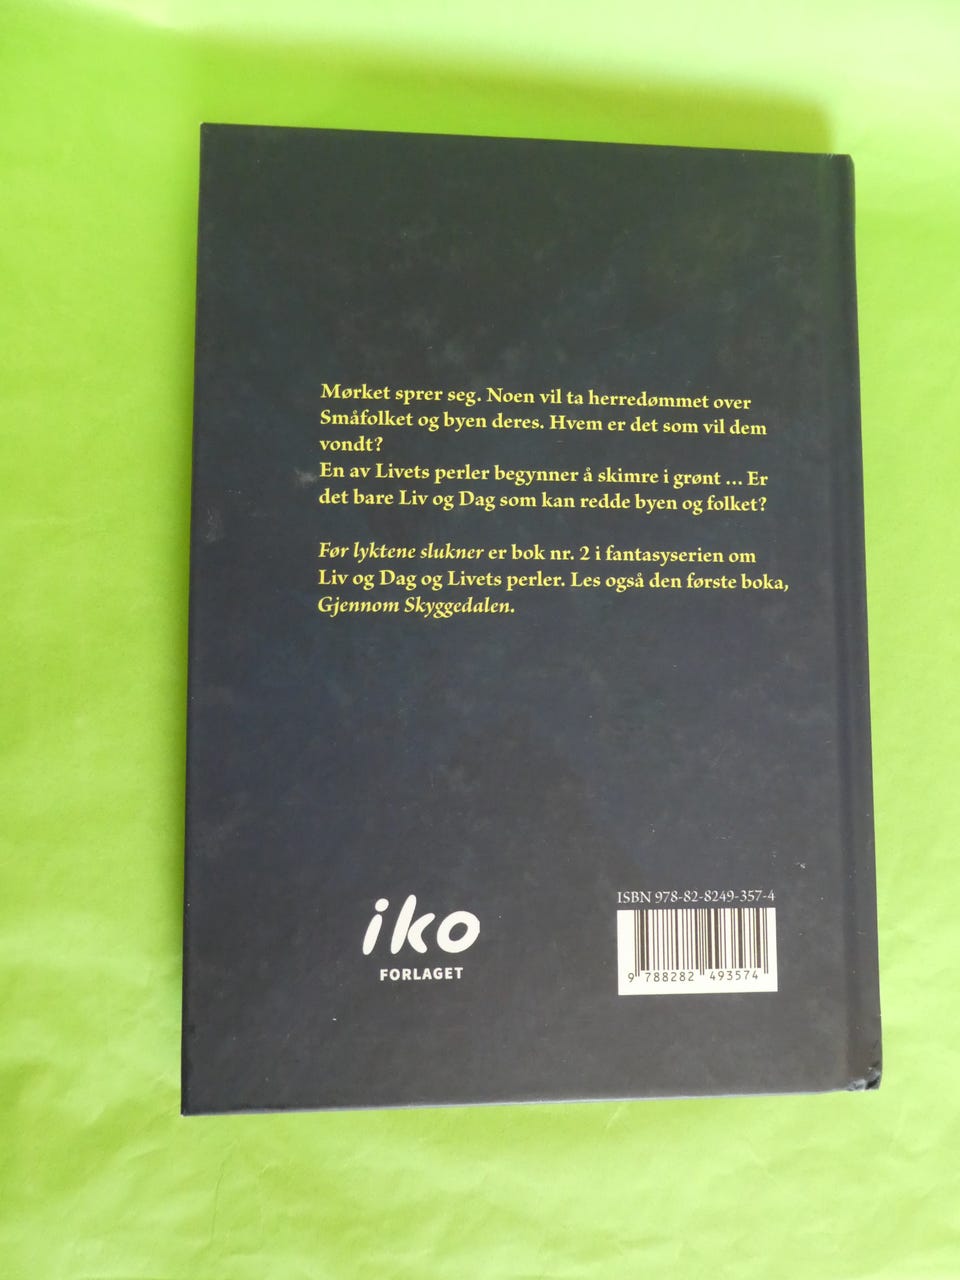 Mørket sprer seg. Noen vil ta herredømmet over
Småfolket og byen deres. Hvem er det som vil dem
vondt?
En av Livets perler begynner å skimre i grønt ... Er
det bare Liv og Dag som kan redde byen og folket?
Før lyktene slukner er bok nr. 2 i fantasyserien om
Liv og Dag og Livets perler. Les også den første boka,
Gjennom Skyggedalen.
iko
FORLAGET
ISBN 978-82-8249-357-4
9 788282 493574